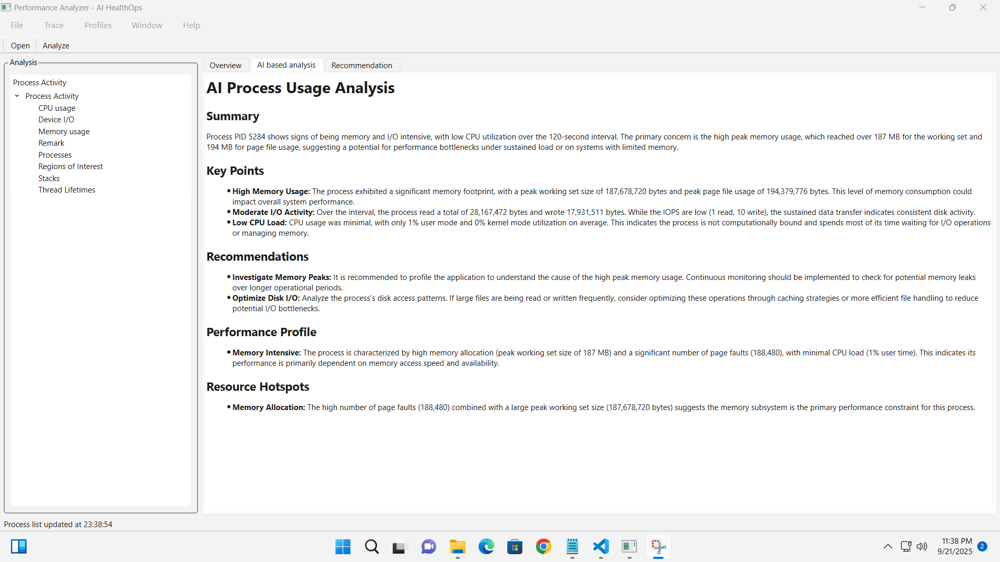 Performance Analyzer - AI HealthOps
File Trace Profiles Window Help
Open Analyze
Analysis
Process Activity
Process Activity
CPU usage
Device I/O
Memory usage
Remark
Processes
Regions of Interest
Stacks
Thread Lifetimes
Overview AI based analysis Recommendation
AI Process Usage Analysis
Summary
Process PID 5284 shows signs of being memory and I/O intensive, with low CPU utilization over the 120-second interval. The primary concern is the high peak memory usage, which reached over 187 MB for the working set and
194 MB for page file usage, suggesting a potential for performance bottlenecks under sustained load or on systems with limited memory.
Key Points
• High Memory Usage: The process exhibited a significant memory footprint, with a peak working set size of 187,678,720 bytes and peak page file usage of 194,379,776 bytes. This level of memory consumption could
impact overall system performance.
• Moderate I/O Activity: Over the interval, the process read a total of 28,167,472 bytes and wrote 17,931,511 bytes. While the IOPS are low (1 read, 10 write), the sustained data transfer indicates consistent disk activity.
• Low CPU Load: CPU usage was minimal, with only 1% user mode and 0% kernel mode utilization on average. This indicates the process is not computationally bound and spends most of its time waiting for I/O operations
or managing memory.
Recommendations
• Investigate Memory Peaks: It is recommended to profile the application to understand the cause of the high peak memory usage. Continuous monitoring should be implemented to check for potential memory leaks
over longer operational periods.
• Optimize Disk I/O: Analyze the process's disk access patterns. If large files are being read or written frequently, consider optimizing these operations through caching strategies or more efficient file handling to reduce
potential I/O bottlenecks.
Performance Profile
• Memory Intensive: The process is characterized by high memory allocation (peak working set size of 187 MB) and a significant number of page faults (188,480), with minimal CPU load (1% user time). This indicates its
performance is primarily dependent on memory access speed and availability.
Resource Hotspots
• Memory Allocation: The high number of page faults (188,480) combined with a large peak working set size (187,678,720 bytes) suggests the memory subsystem is the primary performance constraint for this process.
Process list updated at 23:38:54
11:38 PM
9/21/2025
2